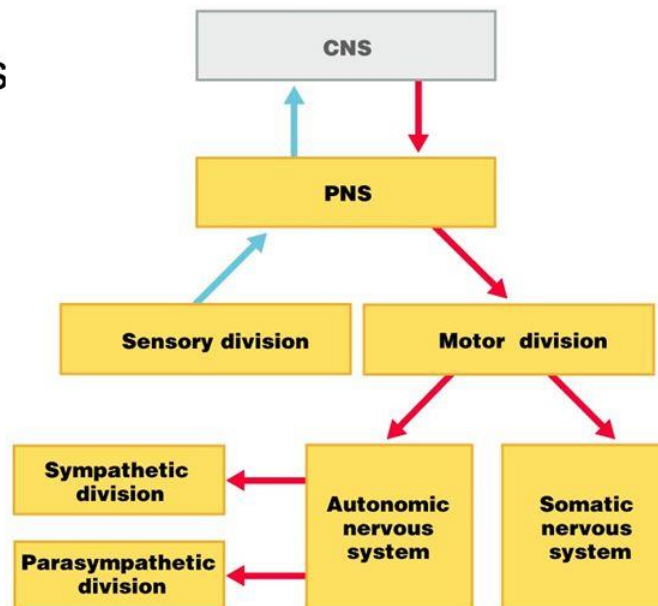 s
CNS
PNS
Sensory division
Motor division
Sympathetic
division
Autonomic
nervous
system
Somatic
nervous
system
Parasympathetic
division